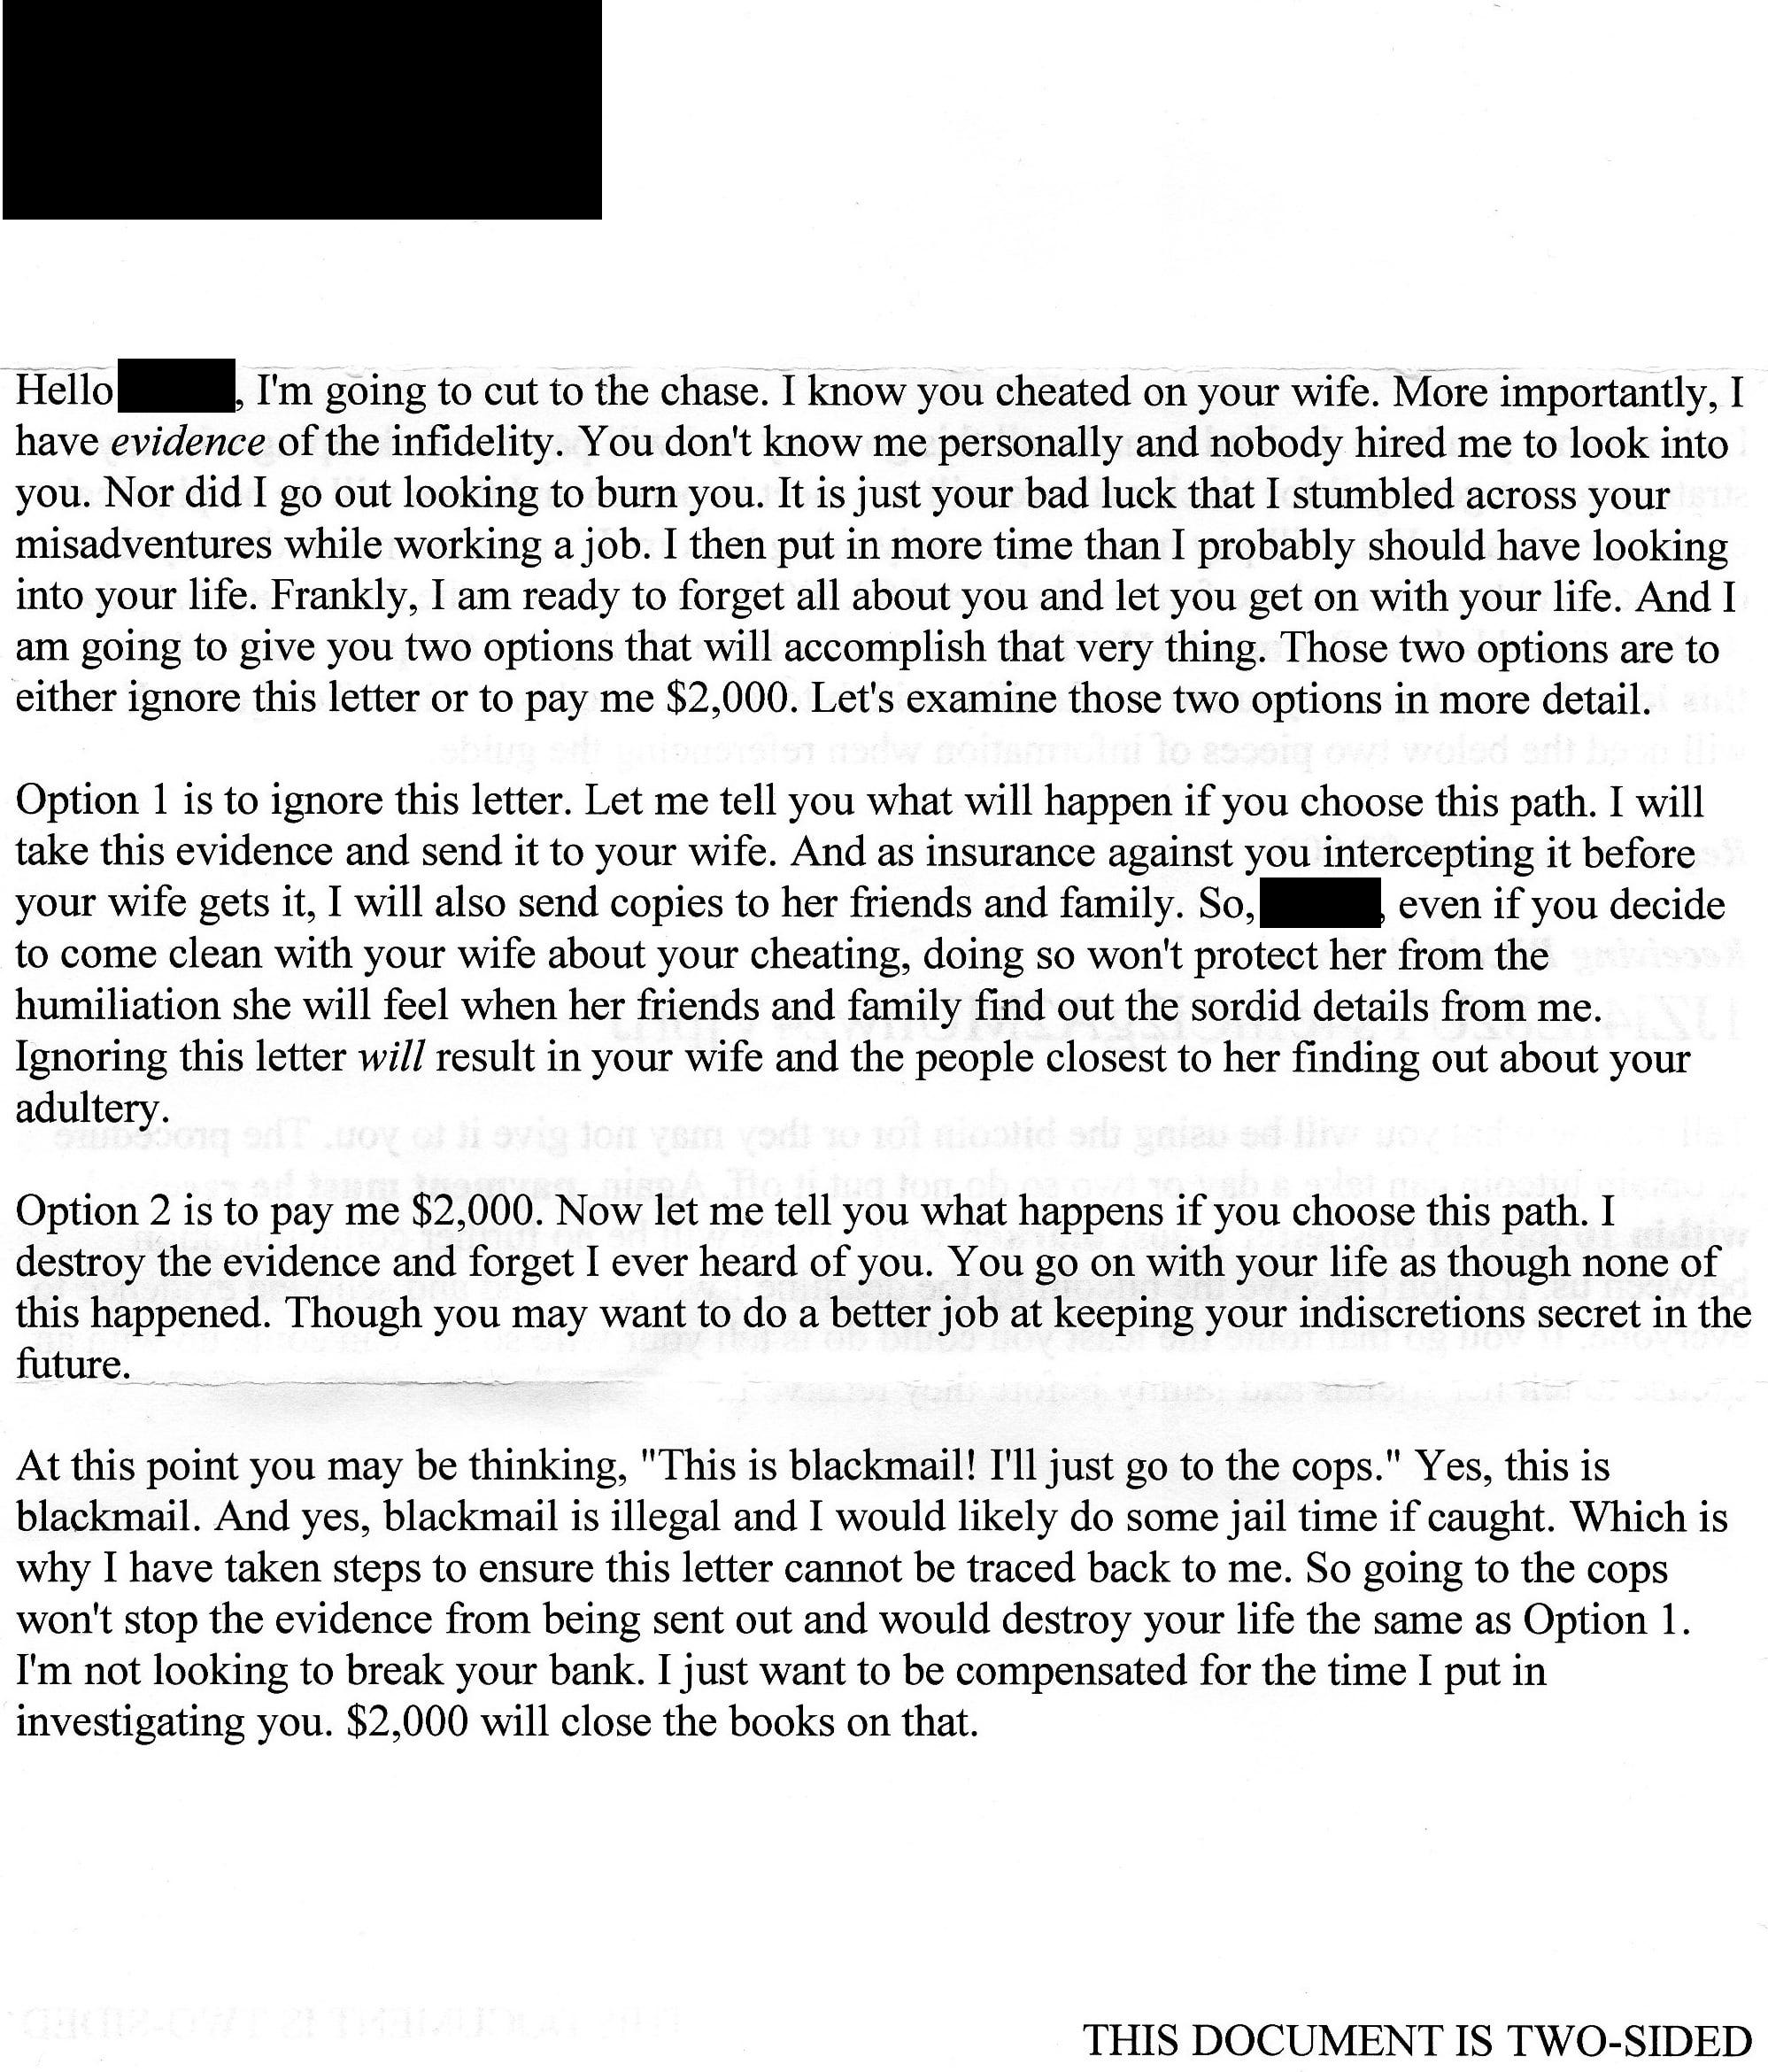 Hello , I'm going to cut to the chase. I know you cheated on your wife. More importantly, I
have evidence of the infidelity. You don't know me personally and nobody hired me to look into
you. Nor did I go out looking to burn you. It is just your bad luck that I stumbled across your
misadventures while working a job. I then put in more time than I probably should have looking
into your life. Frankly, I am ready to forget all about you and let you get on with your life. And I
am going to give you two options that will accomplish that very thing. Those two options are to
either ignore this letter or to pay me $2,000. Let's examine those two options in more detail.
Option 1 is to ignore this letter. Let me tell you what will happen if you choose this path. I will
take this evidence and send it to your wife. And as insurance against you intercepting it before
your wife gets it, I will also send copies to her friends and family. So, , even if you decide
to come clean with your wife about your cheating, doing so won't protect her from the
humiliation she will feel when her friends and family find out the sordid details from me.
Ignoring this letter will result in your wife and the people closest to her finding out about your
adultery.
Option 2 is to pay me $2,000. Now let me tell you what happens if you choose this path. I
destroy the evidence and forget I ever heard of you. You go on with your life as though none of
this happened. Though you may want to do a better job at keeping your indiscretions secret in the
future.
At this point you may be thinking, "This is blackmail! I'll just go to the cops." Yes, this is
blackmail. And yes, blackmail is illegal and I would likely do some jail time if caught. Which is
why I have taken steps to ensure this letter cannot be traced back to me. So going to the cops
won't stop the evidence from being sent out and would destroy your life the same as Option 1.
I'm not looking to break your bank. I just want to be compensated for the time I put in
investigating you. $2,000 will close the books on that.
THIS DOCUMENT IS TWO-SIDED